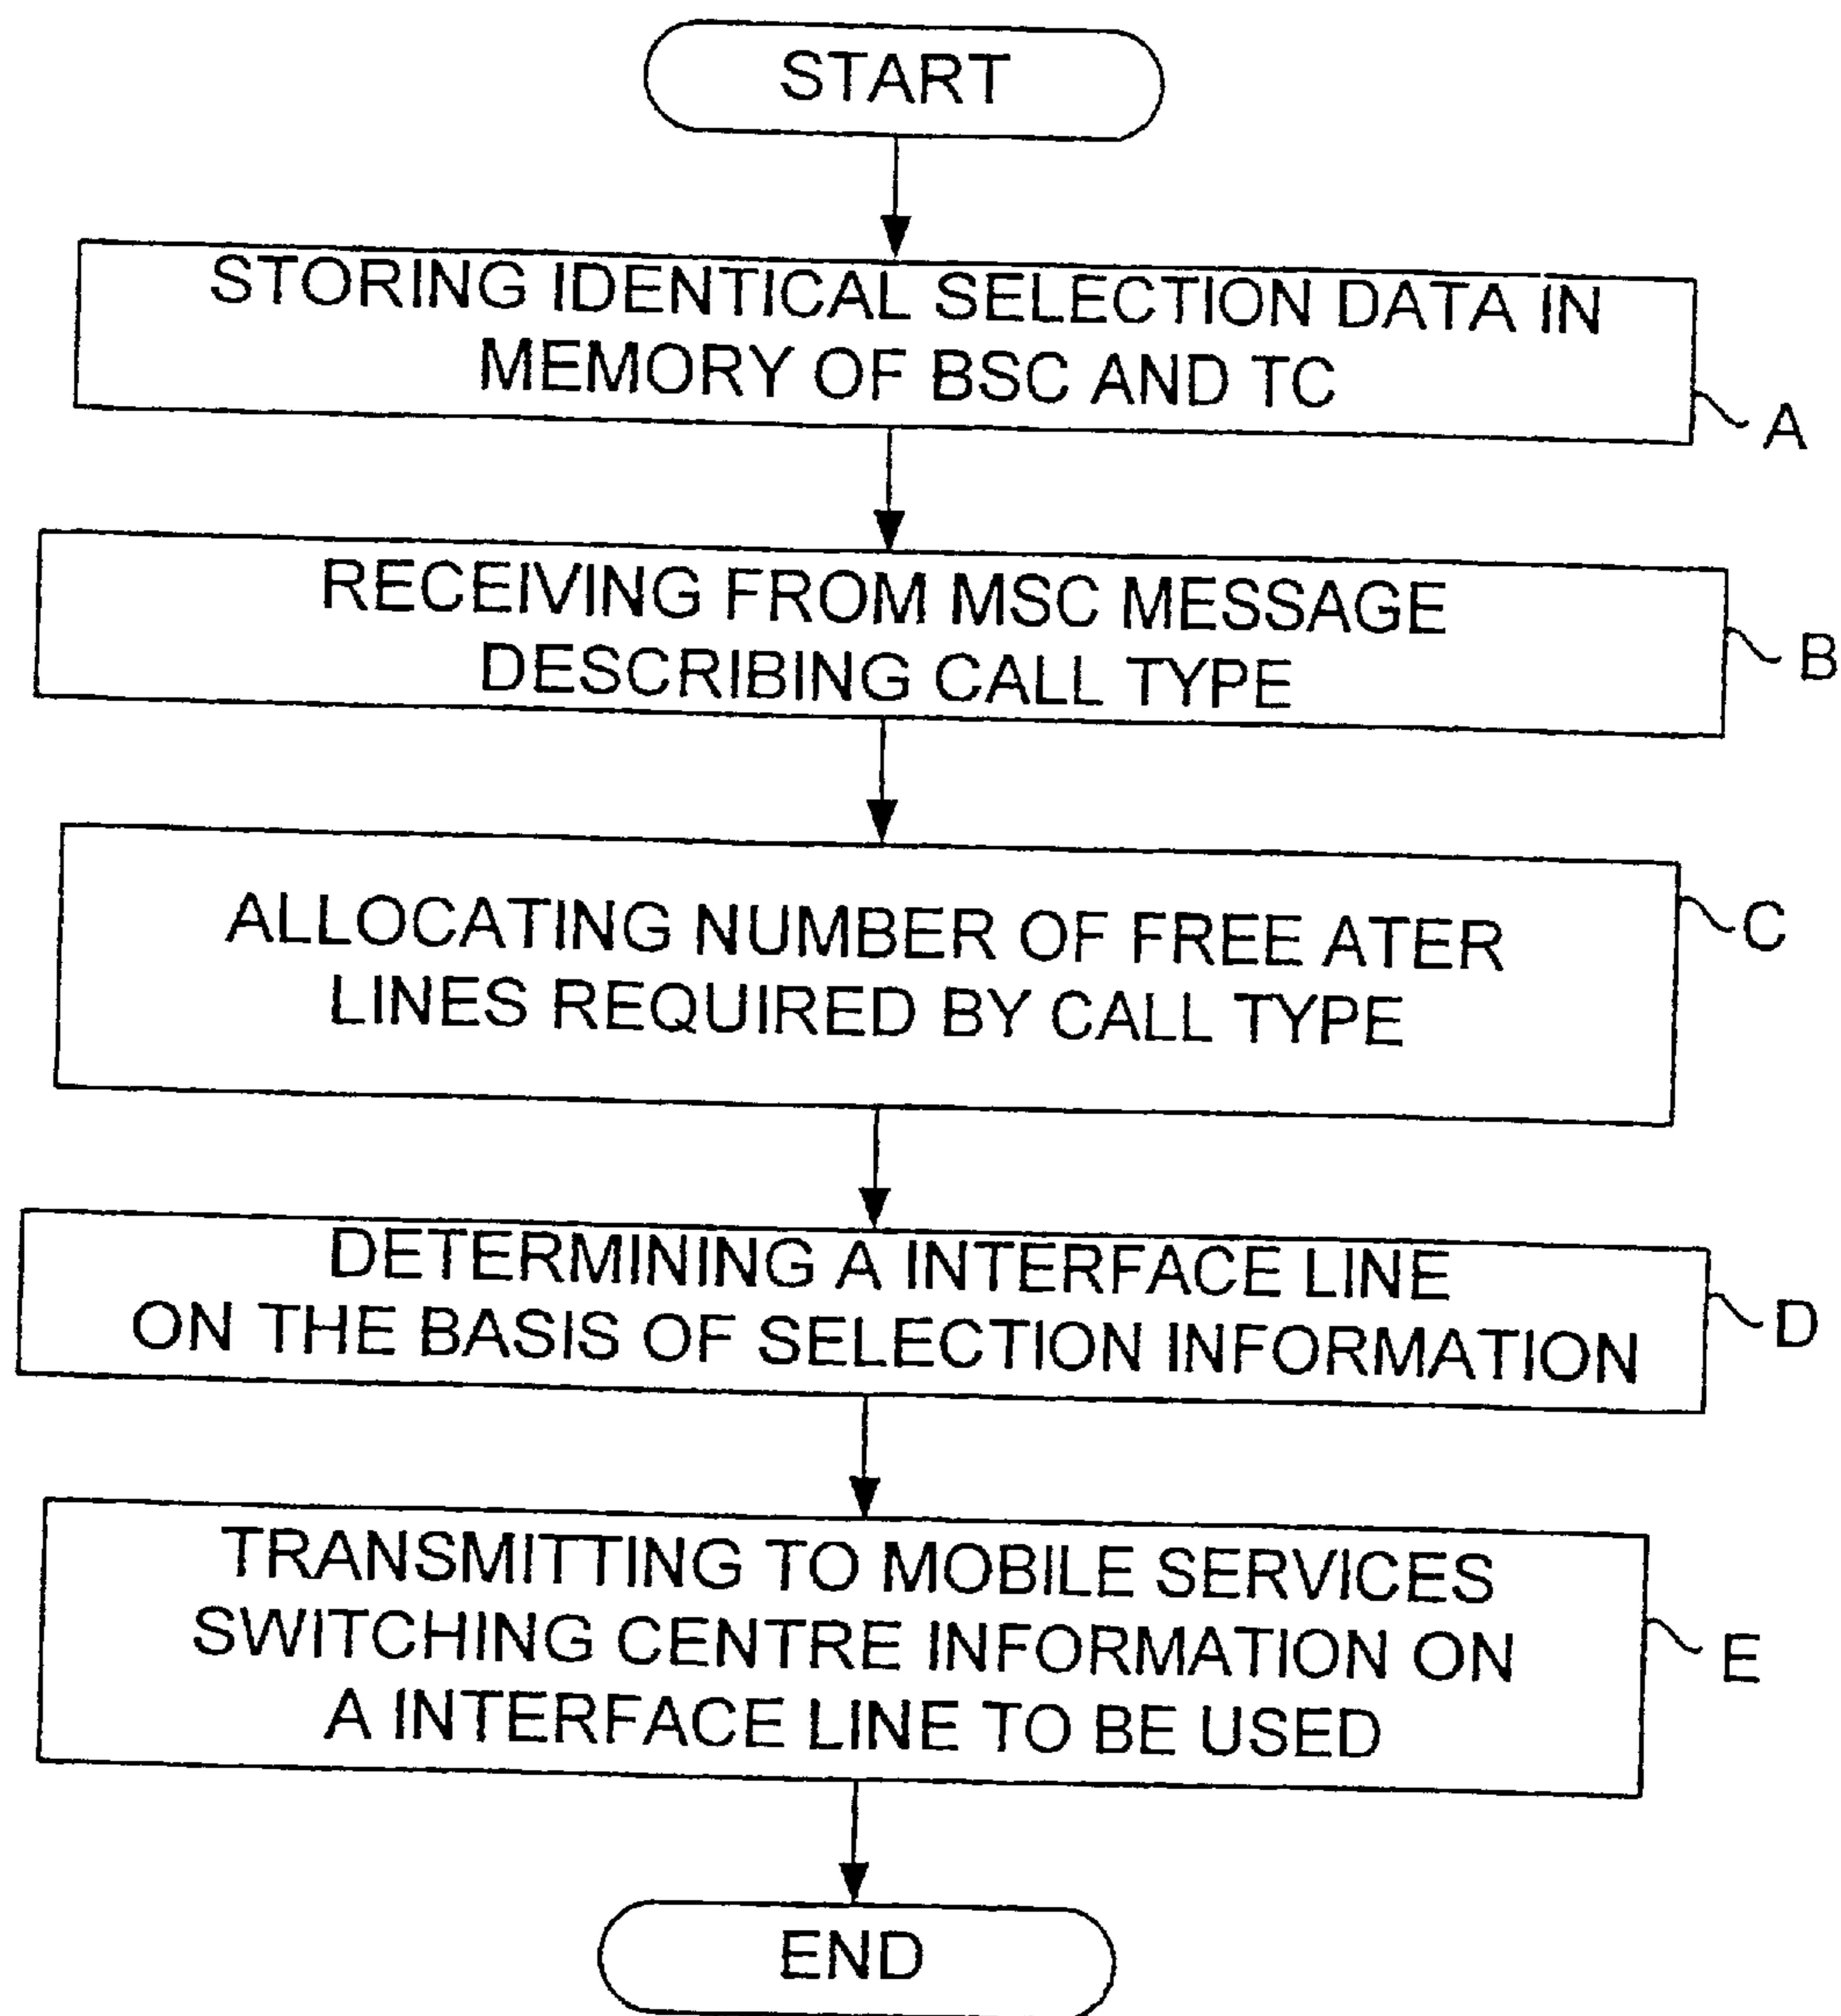 START
STORING IDENTICAL SELECTION DATA IN
MEMORY OF BSC AND TC
A
RECEIVING FROM MSC MESSAGE
DESCRIBING CALL TYPE
B
ALLOCATING NUMBER OF FREE ATER
LINES REQUIRED BY CALL TYPE
C
DETERMINING A INTERFACE LINE
ON THE BASIS OF SELECTION INFORMATION
D
TRANSMITTING TO MOBILE SERVICES
SWITCHING CENTRE INFORMATION ON
A INTERFACE LINE TO BE USED
E
END